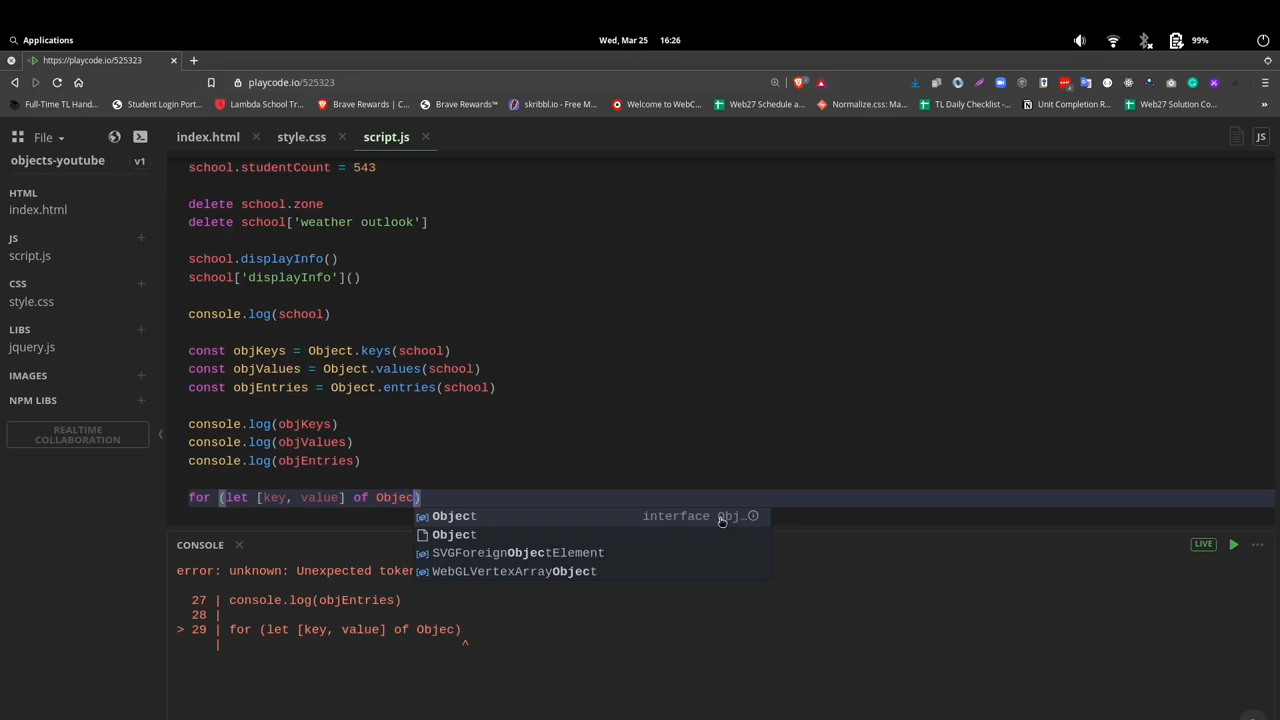 Applications
Wed, Mar 25 16:26
99%
https://playcode.io/525323
playcode.io/525323
Full-Time TL Hand...
Student Login Port...
Lambda School Tr...
Brave Rewards | C...
Brave Rewards™
skribbl.io - Free M...
Welcome to WebC...
Web27 Schedule a...
Normalize.css: Ma...
TL Daily Checklist -...
Unit Completion R...
Web27 Solution Co...
File
index.html
style.css
script.js
JS
objects-youtube
v1
HTML
index.html
JS
script.js
CSS
style.css
LIBS
jquery.js
IMAGES
NPM LIBS
REALTIME
COLLABORATION
school.studentCount = 543
delete school.zone
delete school['weather outlook']
school.displayInfo()
school['displayInfo']()
console.log(school)
const objKeys = Object.keys(school)
const objValues = Object.values(school)
const objEntries = Object.entries(school)
console.log(objKeys)
console.log(objValues)
console.log(objEntries)
for (let [key, value] of Objec)
Object interface Obj...
Object
SVGForeignObjectElement
WebGLVertexArrayObject
CONSOLE
LIVE
error: unknown: Unexpected token
27 | console.log(objEntries)
28 |
> 29 | for (let [key, value] of Objec)
| ^